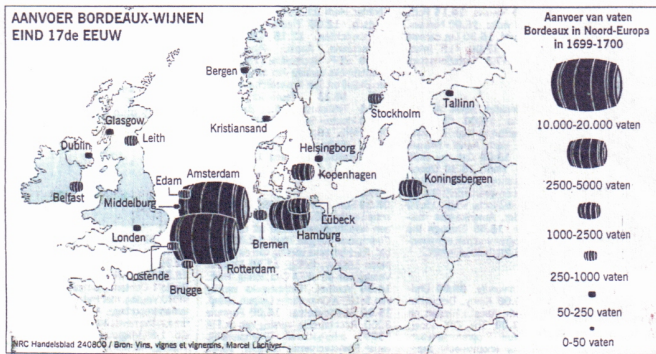 AANVOER BORDEAUX-WIJNEN
EIND 17de EEUW
Bergen
Kristiansand
Stockholm
Tallinn
Glasgow
Leith
Dublin
Belfast
Helsingborg
Kopenhagen
Koningsbergen
Edam
Amsterdam
Middelburg
Londen
Lübeck
Hamburg
Bremen
Rotterdam
Oostende
Brugge
NRC Handelsblad 240800 / Bron: Vins, vignes et vignerons, Marcel Lachiver
Aanvoer van vaten
Bordeaux in Noord-Europa
in 1699-1700
10.000-20.000 vaten
2500-5000 vaten
1000-2500 vaten
250-1000 vaten
50-250 vaten
0-50 vaten